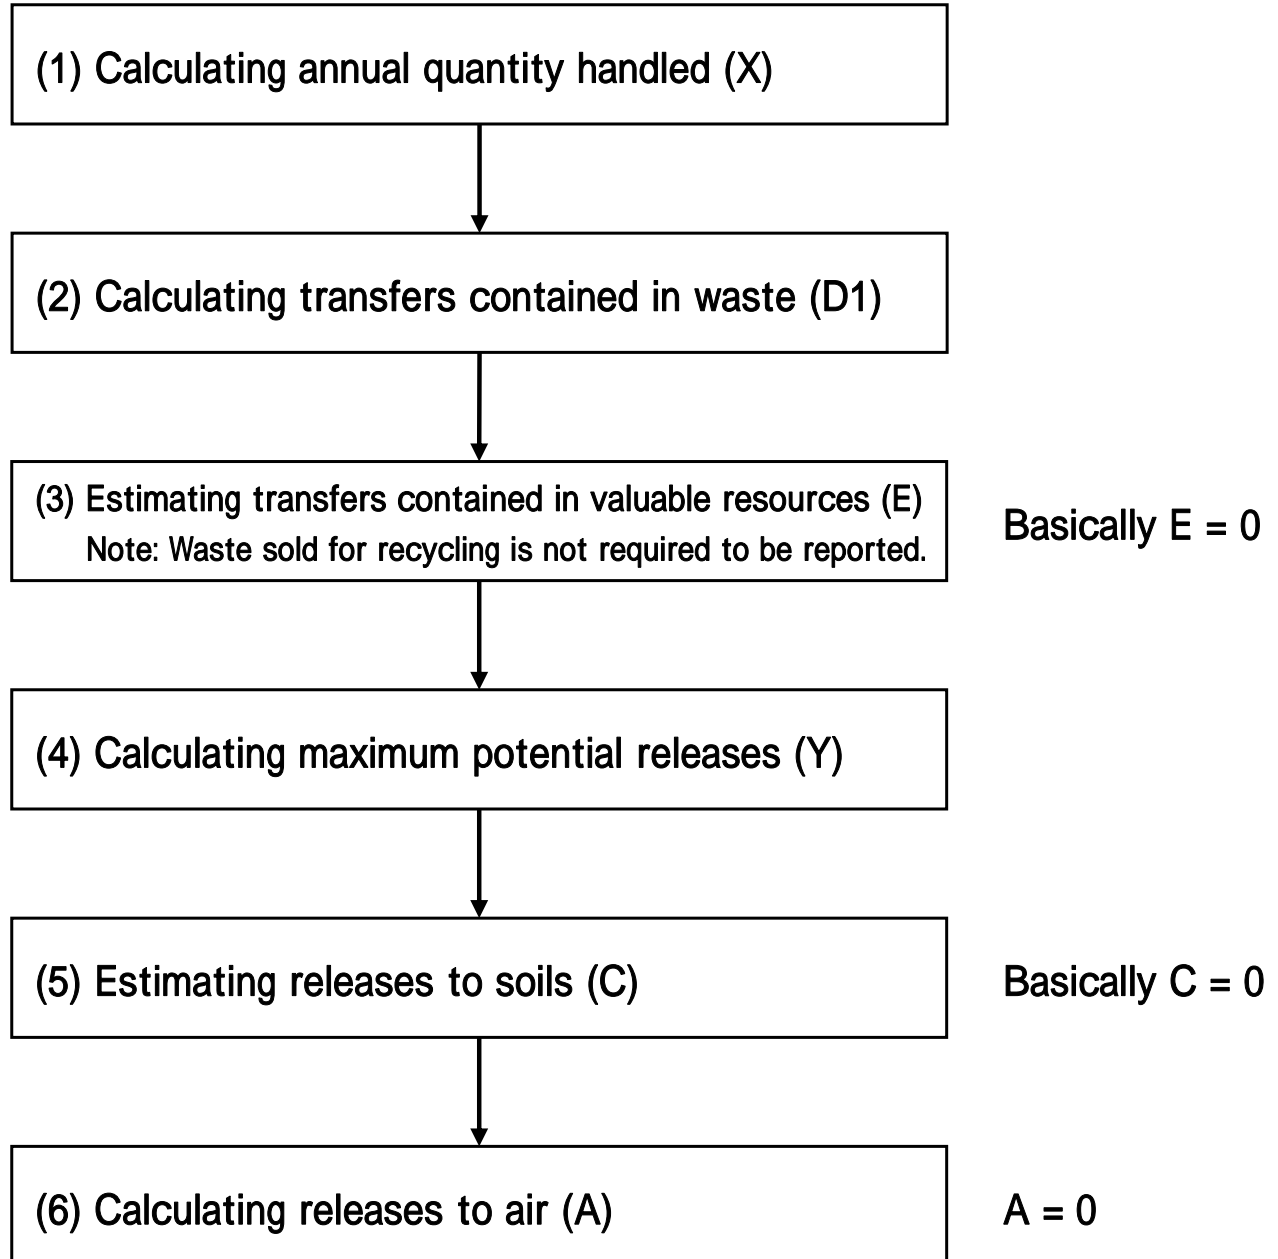 (1) Calculating annual quantity handled (X)
(2) Calculating transfers contained in waste (D1)
(3) Estimating transfers contained in valuable resources (E)
Note: Waste sold for recycling is not required to be reported.
Basically E = 0
(4) Calculating maximum potential releases (Y)
(5) Estimating releases to soils (C)
Basically C = 0
(6) Calculating releases to air (A)
A = 0